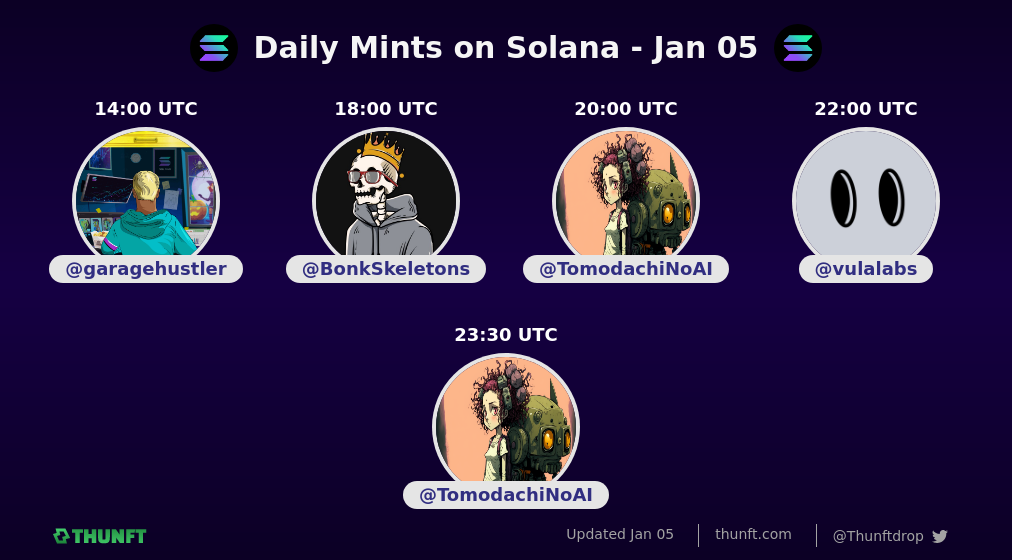 Daily Mints on Solana - Jan 05
14:00 UTC
18:00 UTC
20:00 UTC
22:00 UTC
@garagehustler
@BonkSkeletons
@TomodachiNoAI
@vulalabs
23:30 UTC
@TomodachiNoAI
THUNFT
Updated Jan 05
thunft.com
@Thunftdrop